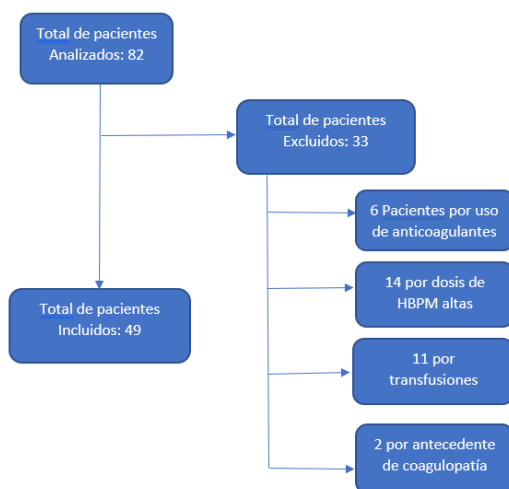 Total de pacientes
Analizados: 82
Total de pacientes
Excluidos: 33
6 Pacientes por uso
de anticoagulantes
14 por dosis de
HBPM altas
Total de pacientes
Incluidos: 49
11 por
transfusiones
2 por antecedente
de coagulopatía